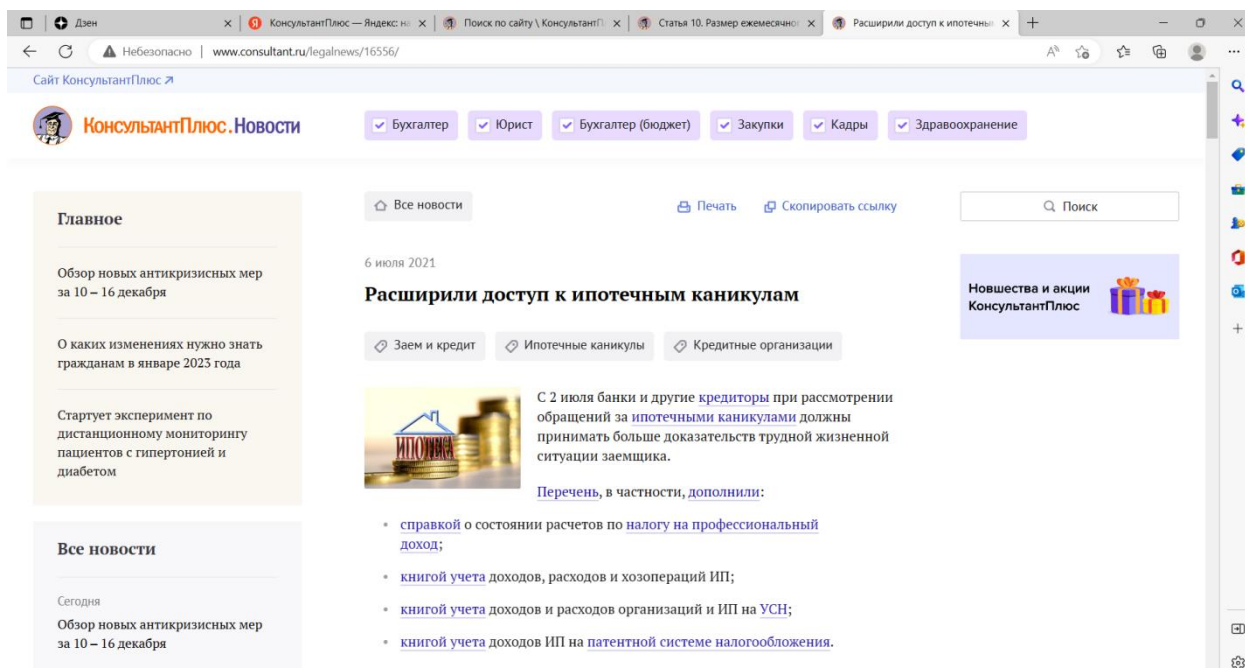 Дзен
КонсультантПлюс — Яндекс: на
Поиск по сайту \ КонсультантП
Статья 10. Размер ежемесячног
Расширили доступ к ипотечным
Небезопасно | www.consultant.ru/legalnews/16556/
Сайт КонсультантПлюс
КонсультантПлюс.Новости
Бухгалтер
Юрист
Бухгалтер (бюджет)
Закупки
Кадры
Здравоохранение
Главное
Обзор новых антикризисных мер
за 10 – 16 декабря
О каких изменениях нужно знать
гражданам в январе 2023 года
Стартует эксперимент по
дистанционному мониторингу
пациентов с гипертонией и
диабетом
Все новости
Сегодня
Обзор новых антикризисных мер
за 10 – 16 декабря
Все новости
Печать
Скопировать ссылку
6 июля 2021
Расширили доступ к ипотечным каникулам
Заем и кредит
Ипотечные каникулы
Кредитные организации
ИПОТЕКА
С 2 июля банки и другие кредиторы при рассмотрении
обращений за ипотечными каникулами должны
принимать больше доказательств трудной жизненной
ситуации заемщика.
Перечень, в частности, дополнили:
справкой о состоянии расчетов по налогу на профессиональный
доход;
книгой учета доходов, расходов и хозопераций ИП;
книгой учета доходов и расходов организаций и ИП на УСН;
книгой учета доходов ИП на патентной системе налогообложения.
Поиск
Новшества и акции
КонсультантПлюс